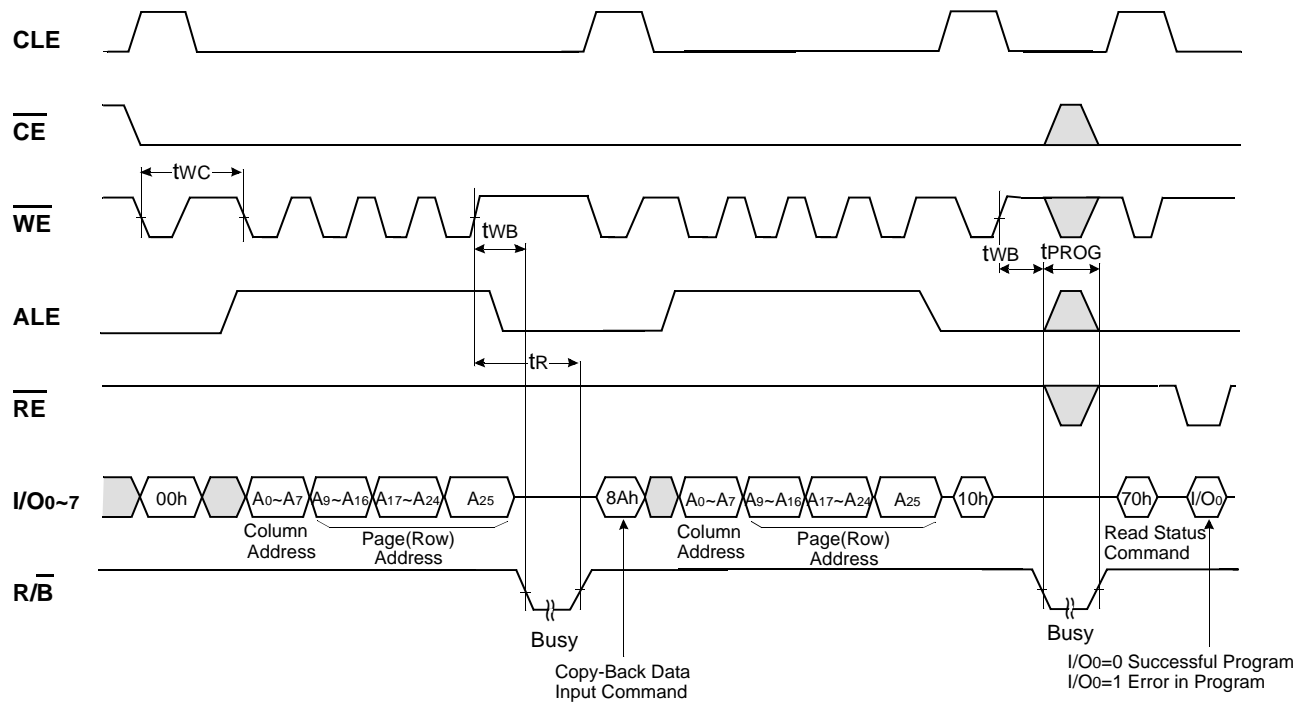 CLE
CE
tWC
WE
tWB
tWB
tPROG
ALE
tR
RE
I/O0~7
00h
A0~A7
A9~A16
A17~A24
A25
8Ah
A0~A7
A9~A16
A17~A24
A25
10h
70h
I/O0
Column
Address
Page(Row)
Address
Column
Address
Page(Row)
Address
Read Status
Command
R/B
Busy
Busy
Copy-Back Data
Input Command
I/O0=0 Successful Program
I/O0=1 Error in Program